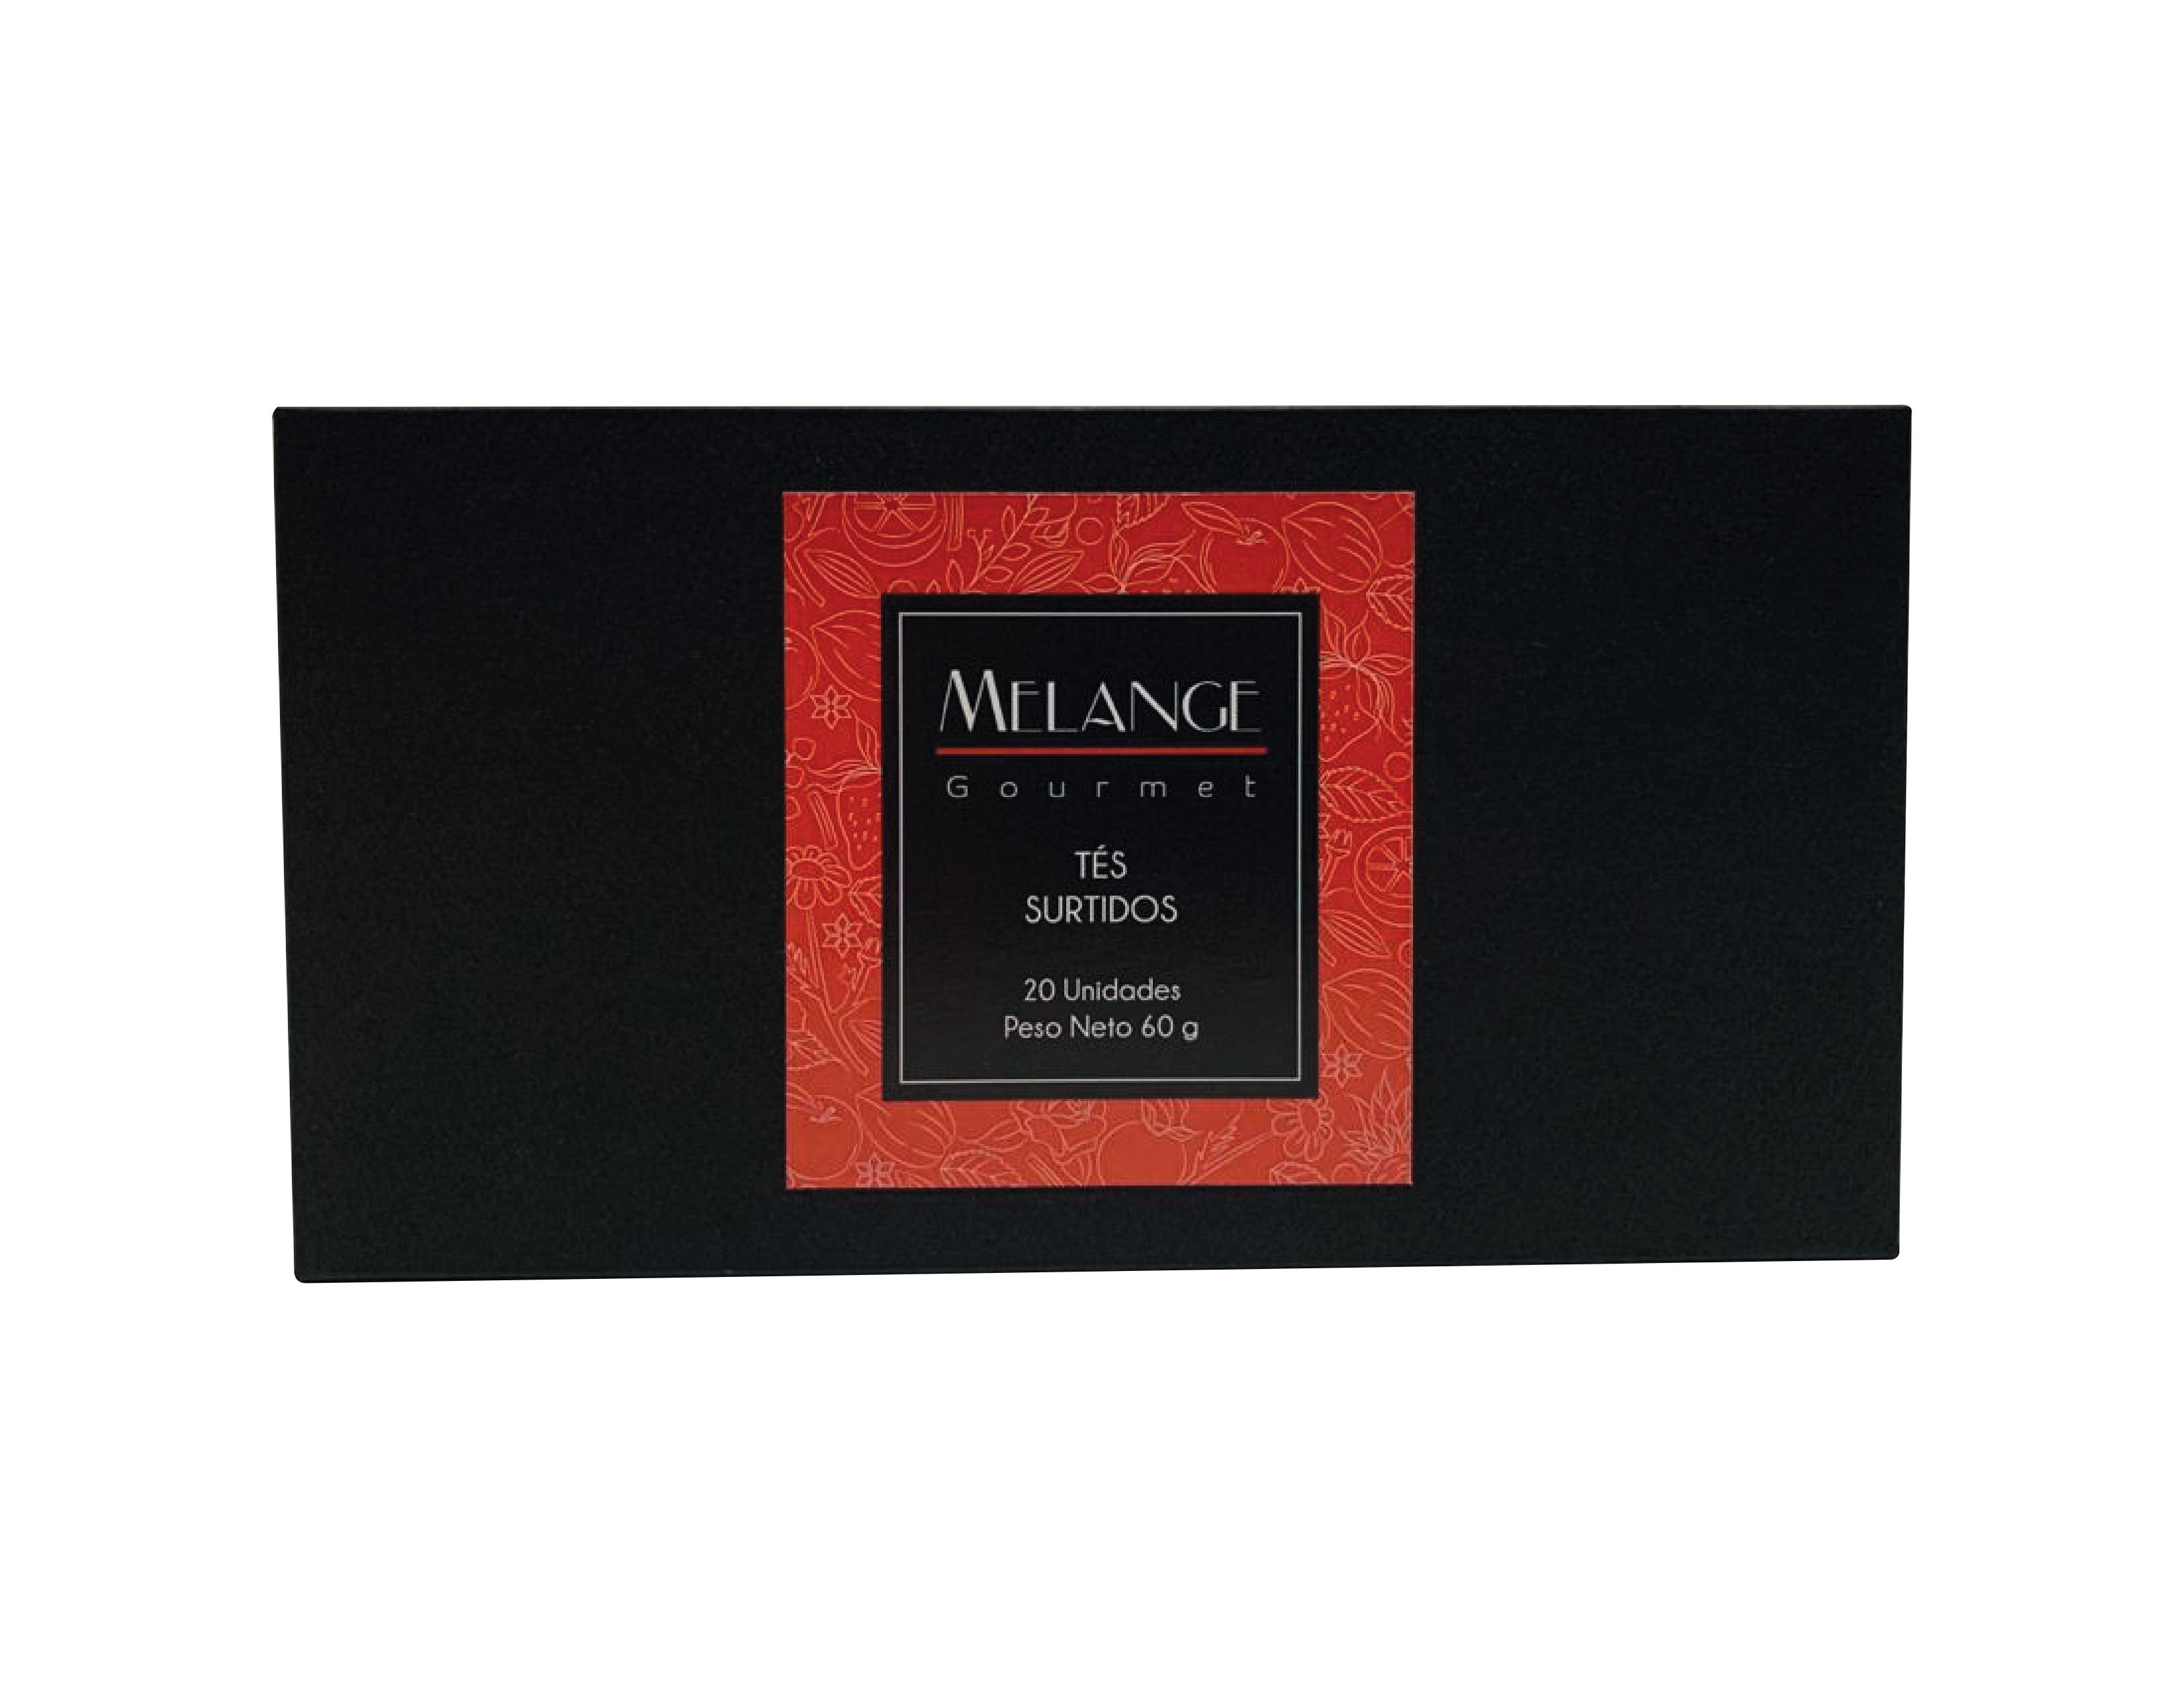 MELANGE
Gourmet
TÉS
SURTIDOS
20 Unidades
Peso Neto 60 g